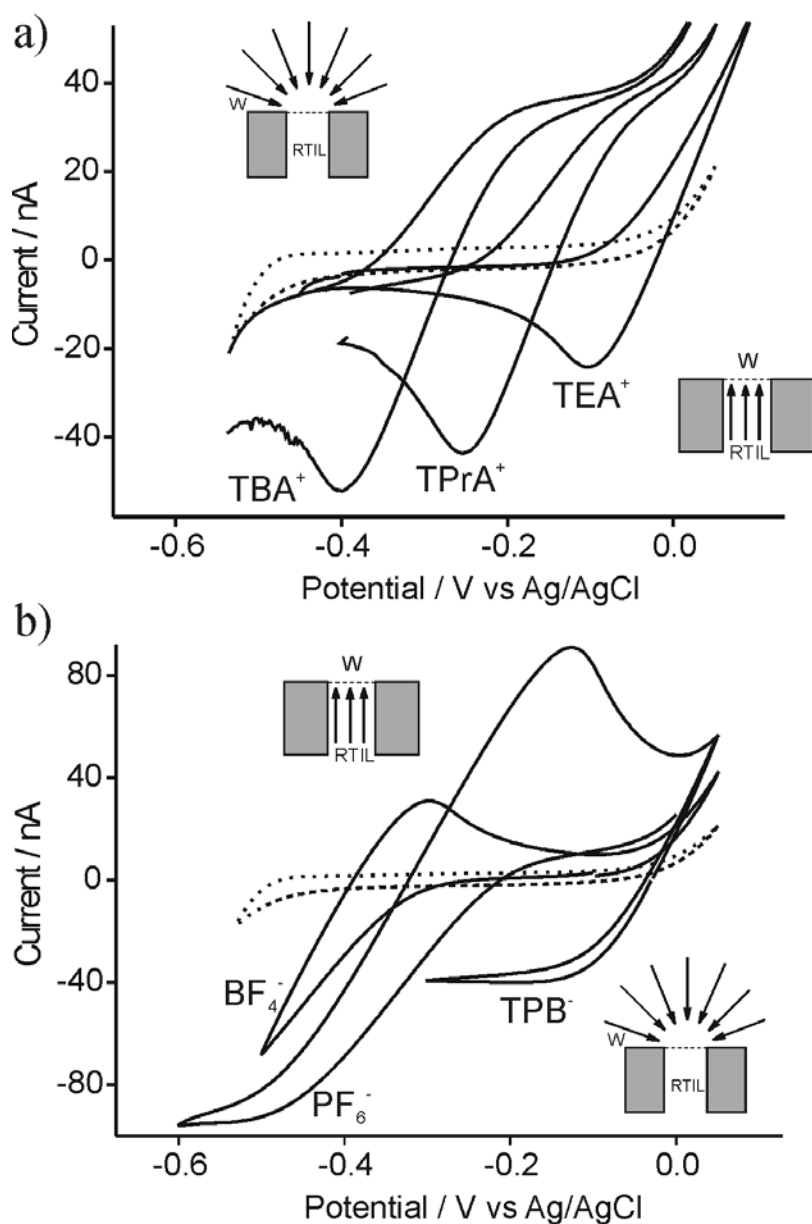 a)
40
20
0
-20
-40
Current / nA
W
RTIL
W
RTIL
TEA⁺
TPrA⁺
TBA⁺
-0.6 -0.4 -0.2 0.0
Potential / V vs Ag/AgCl
b)
80
40
0
-40
-80
Current / nA
W
RTIL
BF₄⁻
TPB⁻
W
RTIL
PF₆⁻
-0.6 -0.4 -0.2 0.0
Potential / V vs Ag/AgCl